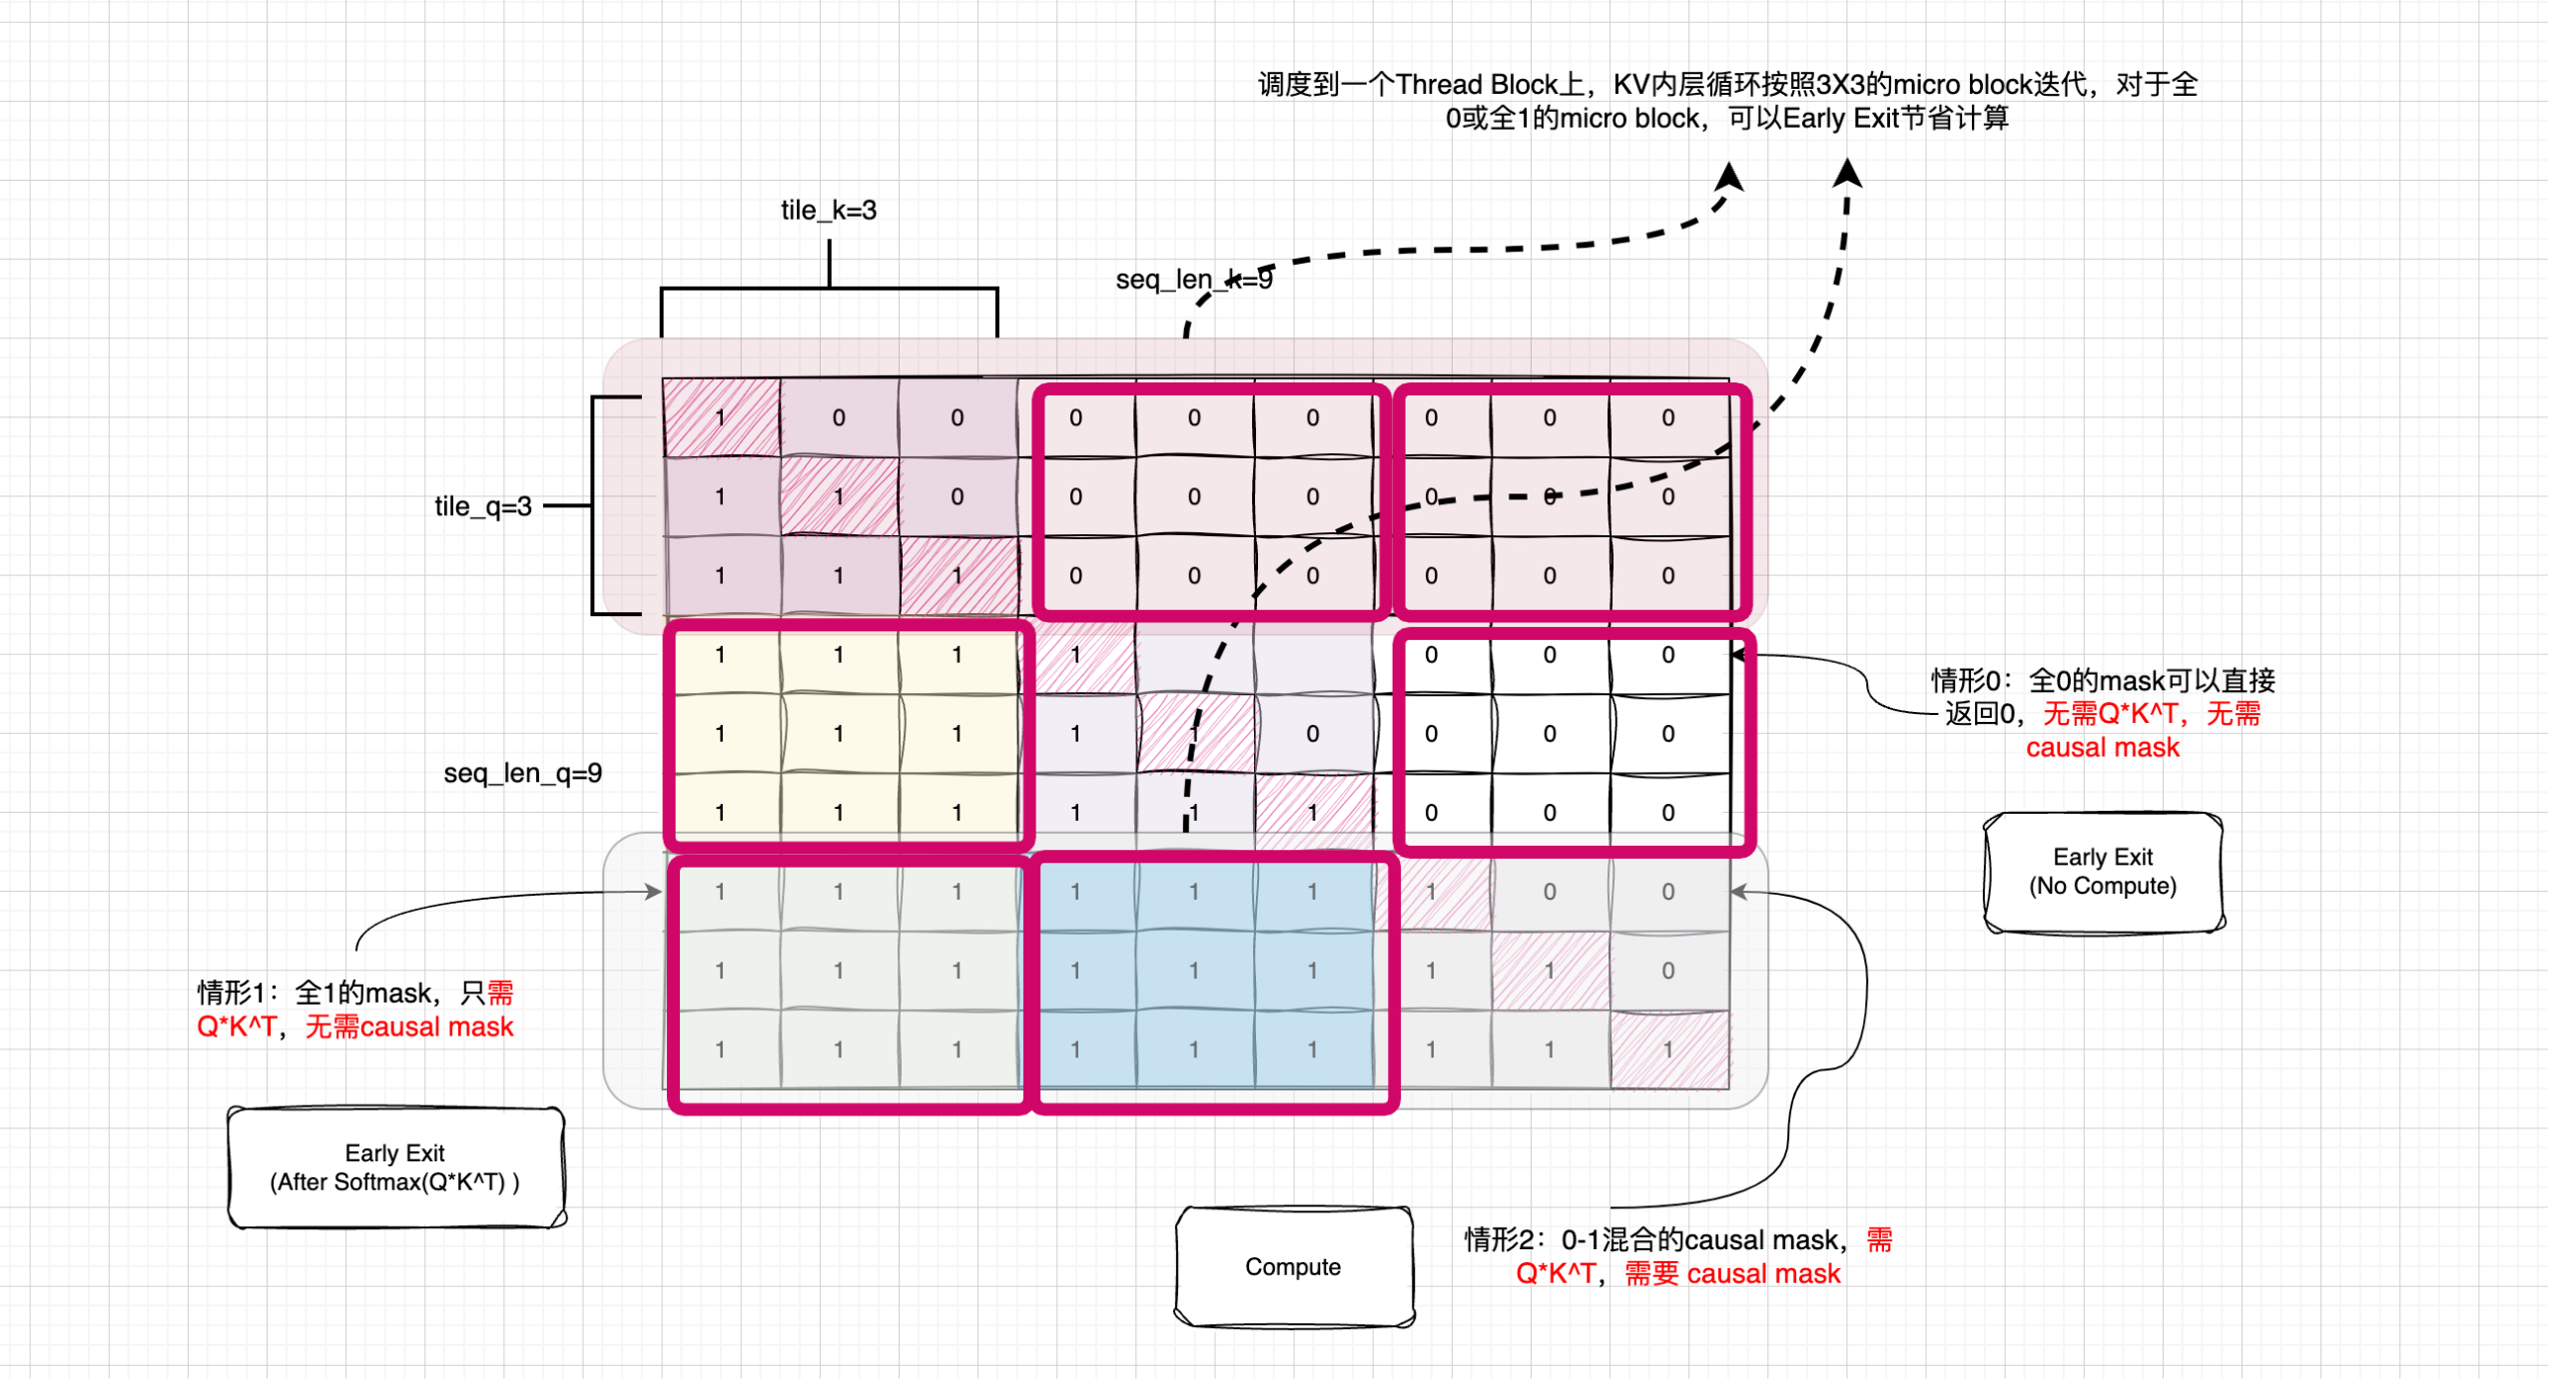 调度到一个Thread Block上，KV内层循环按照3X3的micro block迭代，对于全
0或全1的micro block，可以Early Exit节省计算
tile_k=3
seq_len_k=9
tile_q=3
1 0 0 0 0 0 0 0 0
1 1 0 0 0 0 0 0 0
1 1 1 0 0 0 0 0 0
1 1 1 1 0 0 0
1 1 1 1 1 0 0 0 0
1 1 1 1 1 1 0 0 0
1 1 1 1 1 1 1 0 0
1 1 1 1 1 1 1 1 0
1 1 1 1 1 1 1 1 1
seq_len_q=9
情形0：全0的mask可以直接
返回0，无需Q*K^T，无需
causal mask
Early Exit
(No Compute)
情形1：全1的mask，只需
Q*K^T，无需causal mask
Early Exit
(After Softmax(Q*K^T) )
Compute
情形2：0-1混合的causal mask，需
Q*K^T，需要 causal mask